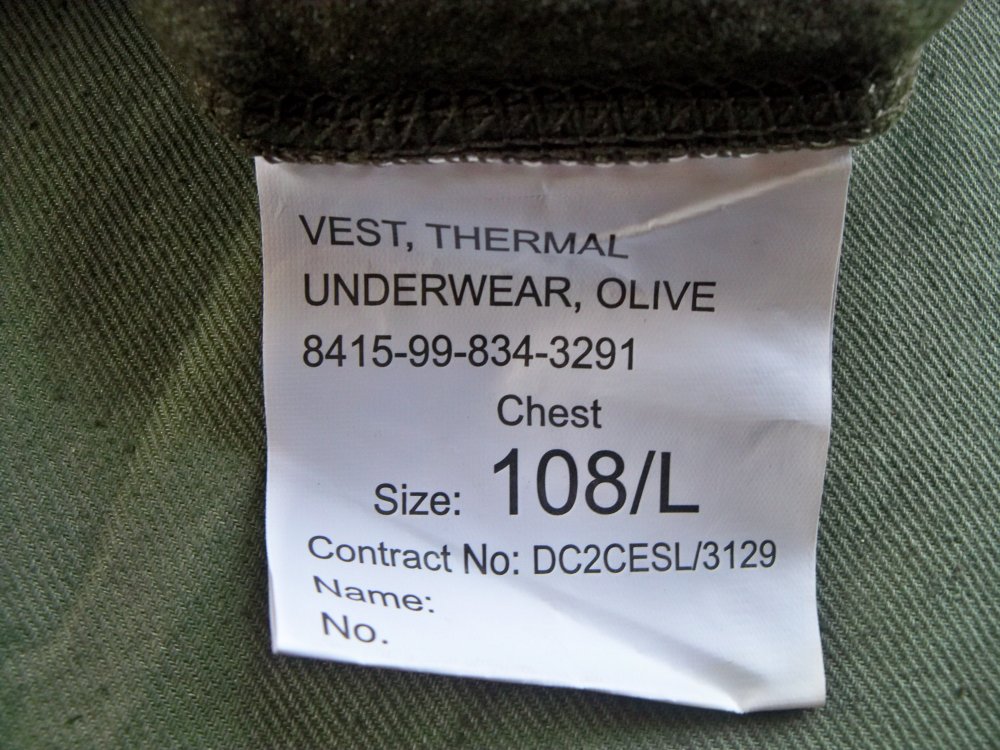 VEST, THERMAL
UNDERWEAR, OLIVE
8415-99-834-3291
Chest
Size: 108/L
Contract No: DC2CESL/3129
Name:
No.